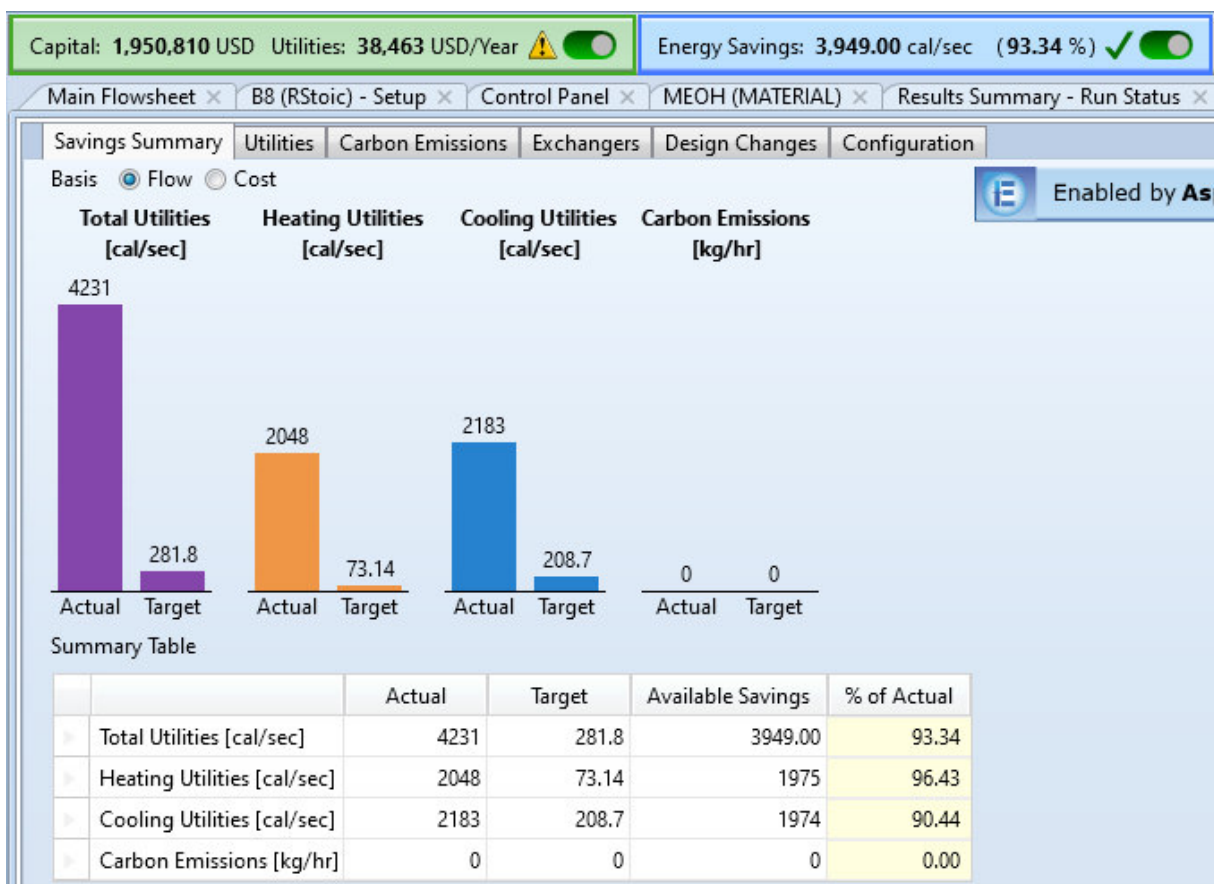 Capital: 1,950,810 USD Utilities: 38,463 USD/Year Energy Savings: 3,949.00 cal/sec (93.34 %)
Main Flowsheet × B8 (RStoic) - Setup × Control Panel × MEOH (MATERIAL) × Results Summary - Run Status ×
Savings Summary Utilities Carbon Emissions Exchangers Design Changes Configuration
Basis Flow Cost
Enabled by As
Total Utilities Heating Utilities Cooling Utilities Carbon Emissions
[cal/sec] [cal/sec] [cal/sec] [kg/hr]
4231
2048 2183
281.8 73.14 208.7 0 0
Actual Target Actual Target Actual Target Actual Target
Summary Table
Actual Target Available Savings % of Actual
Total Utilities [cal/sec] 4231 281.8 3949.00 93.34
Heating Utilities [cal/sec] 2048 73.14 1975 96.43
Cooling Utilities [cal/sec] 2183 208.7 1974 90.44
Carbon Emissions [kg/hr] 0 0 0 0.00